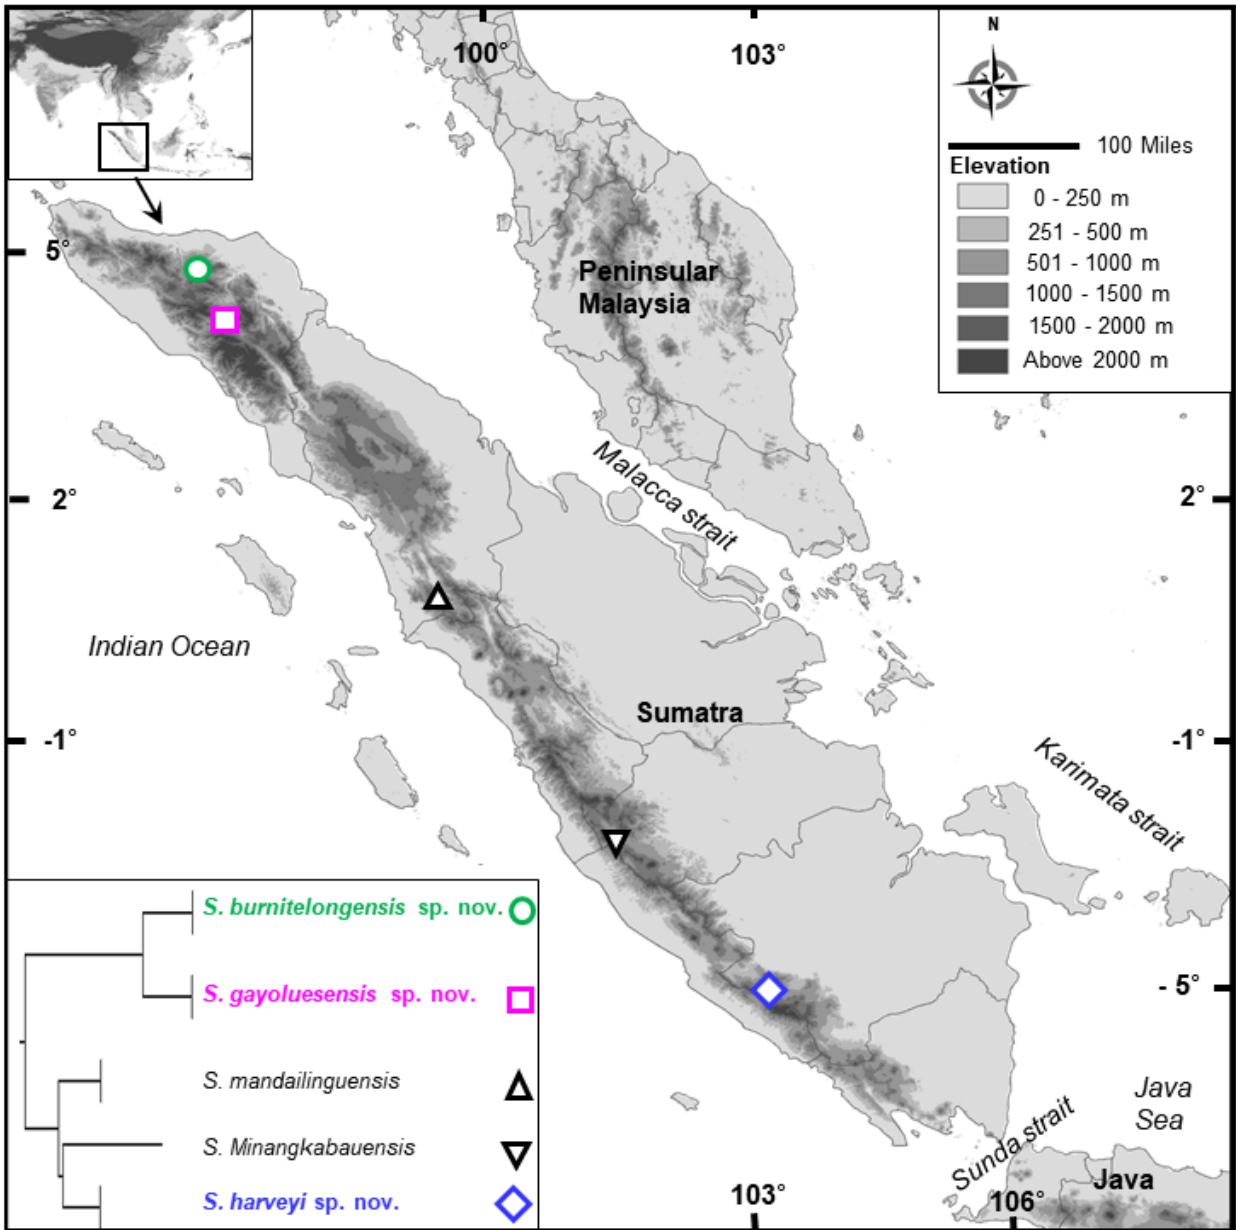 100°
103°
N
100 Miles
Elevation
0 - 250 m
251 - 500 m
501 - 1000 m
1000 - 1500 m
1500 - 2000 m
Above 2000 m
5°
Peninsular
Malaysia
2°
Malacca strait
2°
Indian Ocean
Sumatra
-1°
-1°
Karimata strait
S. burnitelongensis sp. nov.
S. gayoluesensis sp. nov.
- 5°
S. mandailinguensis
Java
Sea
S. Minangkabauensis
Sunda strait
Java
S. harveyi sp. nov.
103°
106°